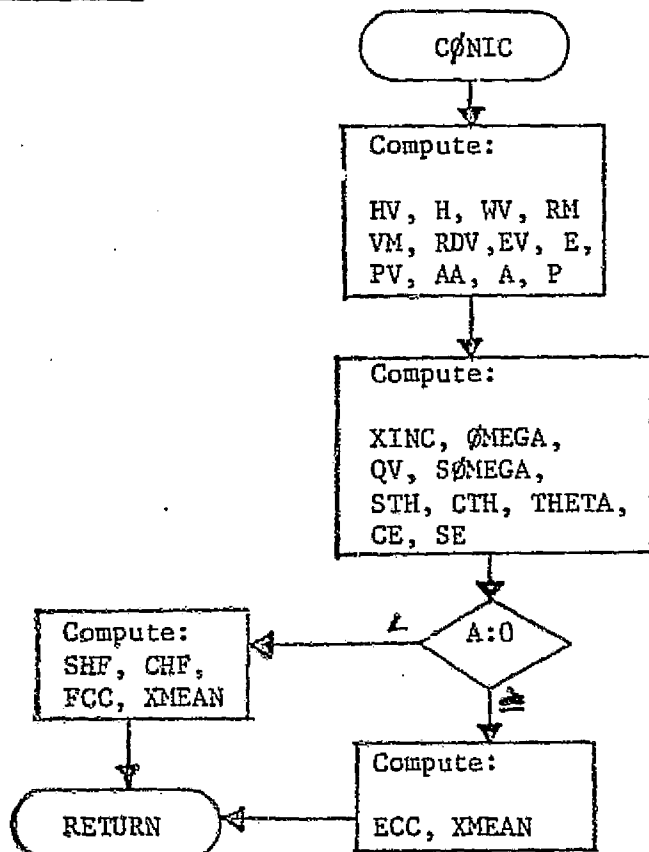 CØNIC
Compute:
HV, H, WV, RM
VM, RDV,EV, E,
PV, AA, A, P
Compute:
XINC, ØMEGA,
QV, SØMEGA,
STH, CTH, THETA,
CE, SE
A:0
Compute:
SHF, CHF,
FCC, XMEAN
Compute:
ECC, XMEAN
RETURN